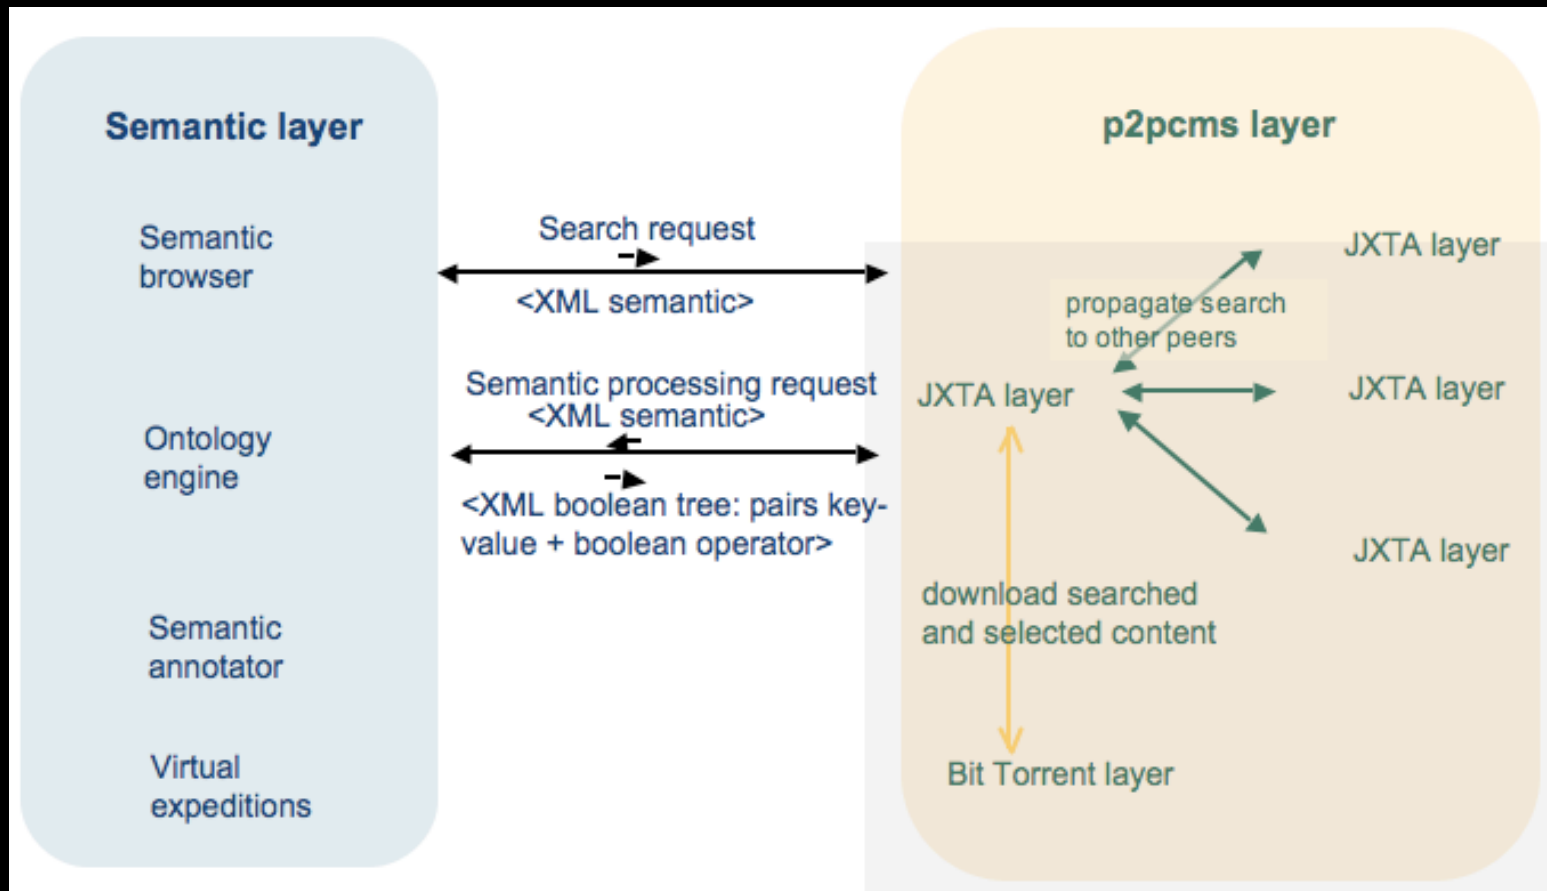 Semantic layer
Semantic
browser
Ontology
engine
Semantic
annotator
Virtual
expeditions
Search request
<XML semantic>
Semantic processing request
<XML semantic>
<XML boolean tree: pairs key-
value + boolean operator>
p2pcms layer
JXTA layer
propagate search
to other peers
JXTA layer
JXTA layer
JXTA layer
download searched
and selected content
Bit Torrent layer